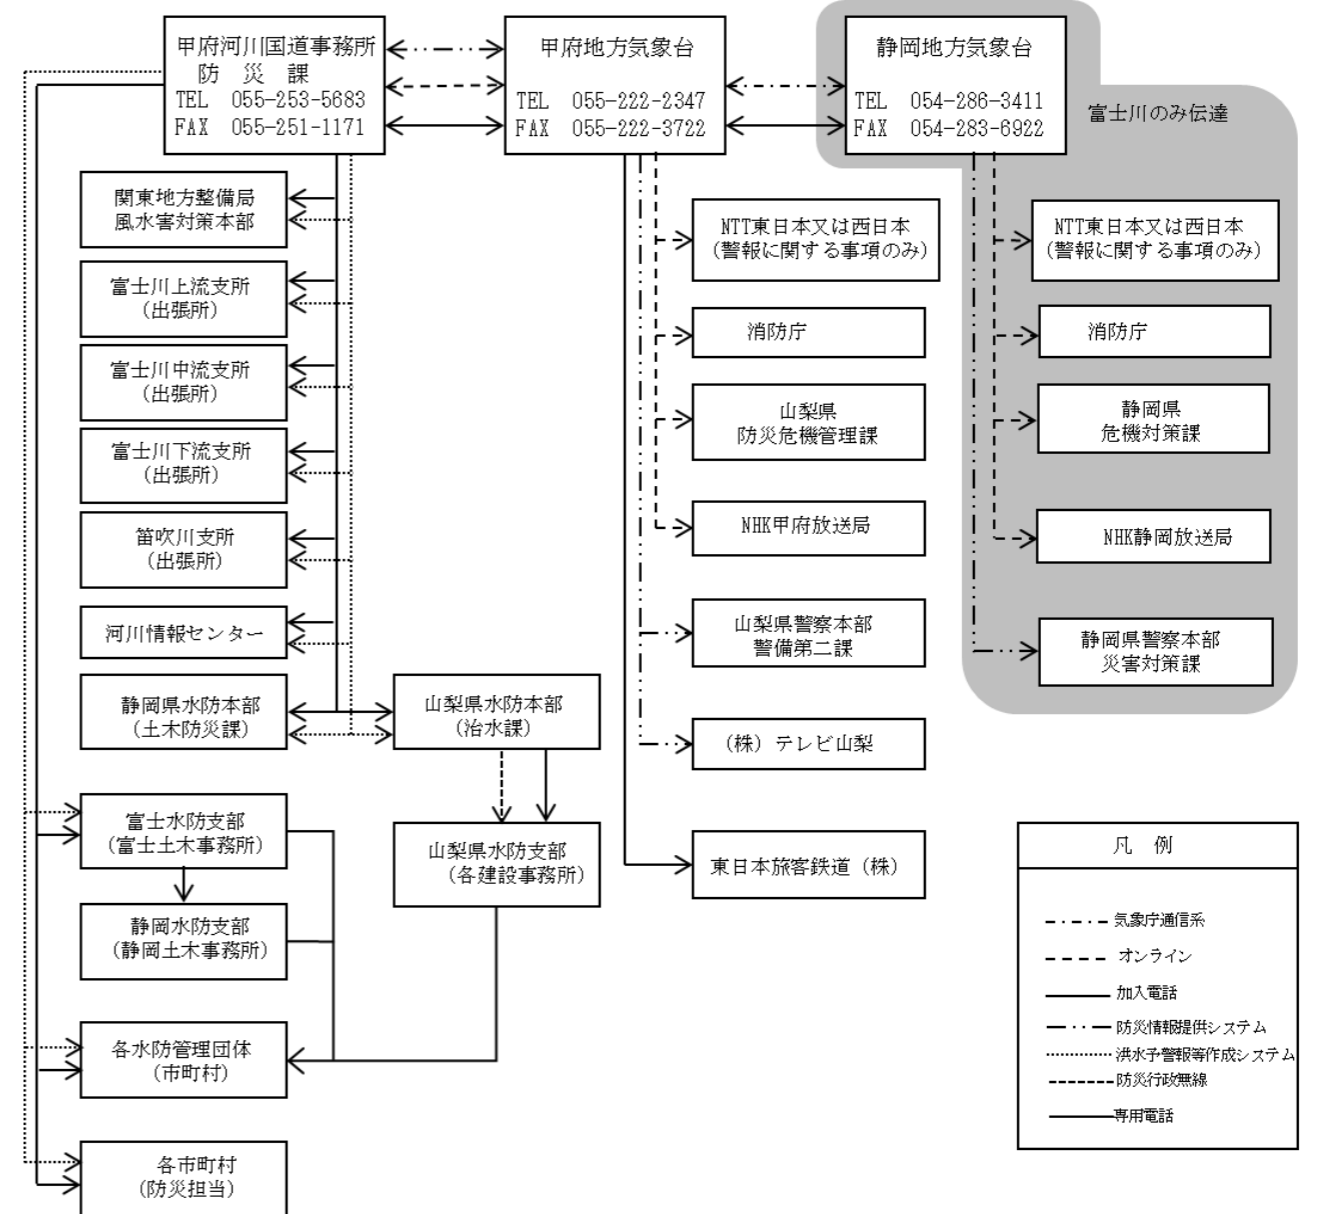 甲府河川国道事務所
防 災 課
TEL 055-253-5683
FAX 055-251-1171
甲府地方気象台
TEL 055-222-2347
FAX 055-222-3722
静岡地方気象台
TEL 054-286-3411
FAX 054-283-6922
富士川のみ伝達
関東地方整備局
風水害対策本部
富士川上流支所
（出張所）
富士川中流支所
（出張所）
富士川下流支所
（出張所）
笛吹川支所
（出張所）
河川情報センター
静岡県水防本部
（土木防災課）
山梨県水防本部
（治水課）
富士水防支部
（富士土木事務所）
静岡水防支部
（静岡土木事務所）
山梨県水防支部
（各建設事務所）
各水防管理団体
（市町村）
各市町村
（防災担当）
NTT東日本又は西日本
（警報に関する事項のみ）
消防庁
山梨県
防災危機管理課
NHK甲府放送局
山梨県警察本部
警備第二課
（株）テレビ山梨
東日本旅客鉄道（株）
NTT東日本又は西日本
（警報に関する事項のみ）
消防庁
静岡県
危機対策課
NHK静岡放送局
静岡県警察本部
災害対策課
凡 例
気象庁通信系
オンライン
加入電話
防災情報提供システム
洪水予警報等作成システム
防災行政無線
専用電話